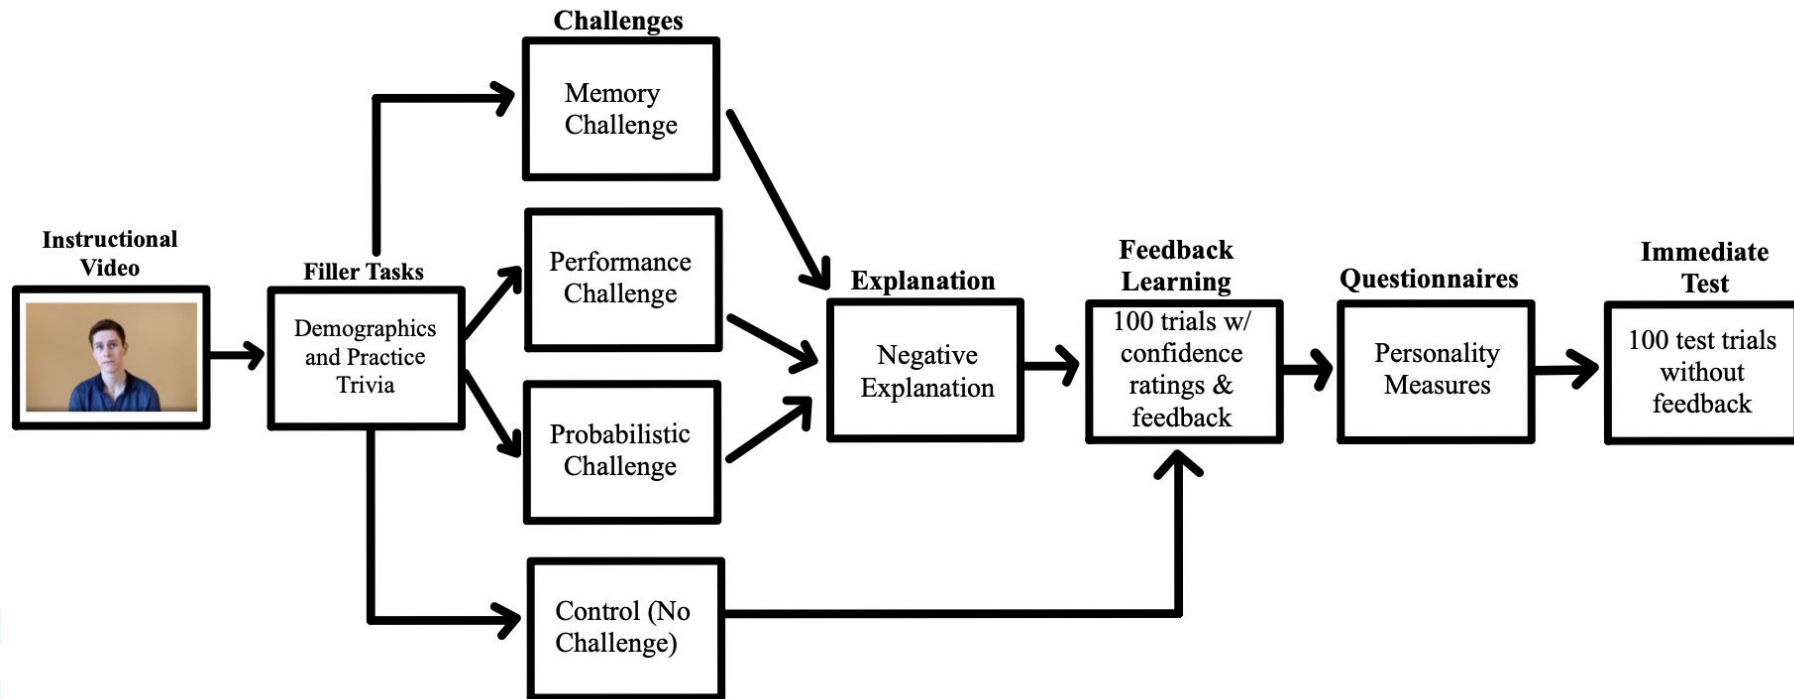 Instructional
Video
Filler Tasks
Demographics
and Practice
Trivia
Challenges
Memory
Challenge
Performance
Challenge
Probabilistic
Challenge
Control (No
Challenge)
Explanation
Negative
Explanation
Feedback
Learning
100 trials w/
confidence
ratings &
feedback
Questionnaires
Personality
Measures
Immediate
Test
100 test trials
without
feedback